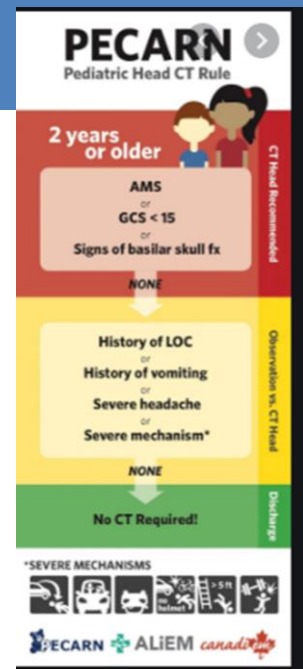 PECARN
Pediatric Head CT Rule
2 years
or older
CT Head Recommended
AMS
or
GCS < 15
or
Signs of basilar skull fx
NONE
Observation vs. CT Head
History of LOC
or
History of vomiting
or
Severe headache
or
Severe mechanism*
NONE
Discharge
No CT Required!
*SEVERE MECHANISMS
no
helmet
>5 ft
PECARN
ALiEM
canadiem